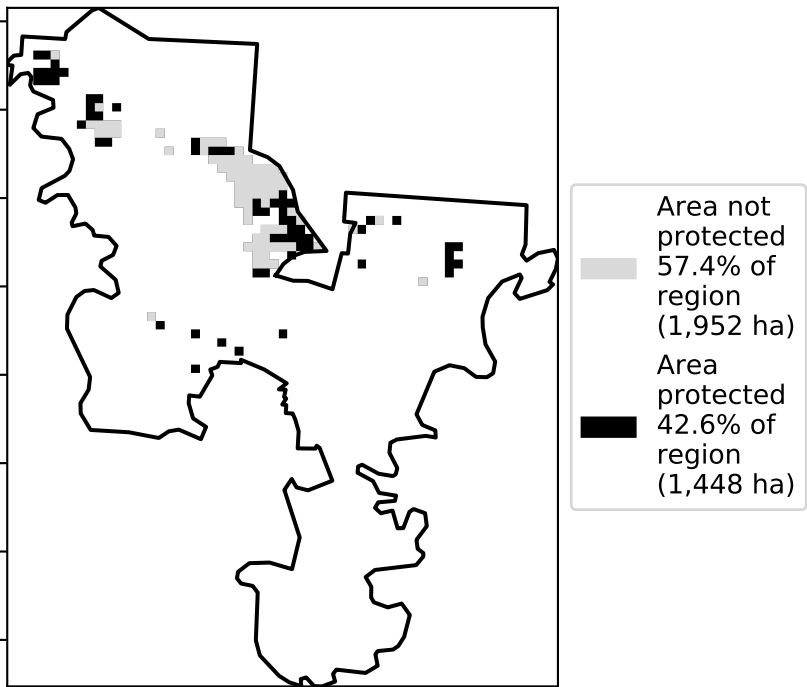 Area not
protected
57.4% of
region
(1,952 ha)
Area
protected
42.6% of
region
(1,448 ha)